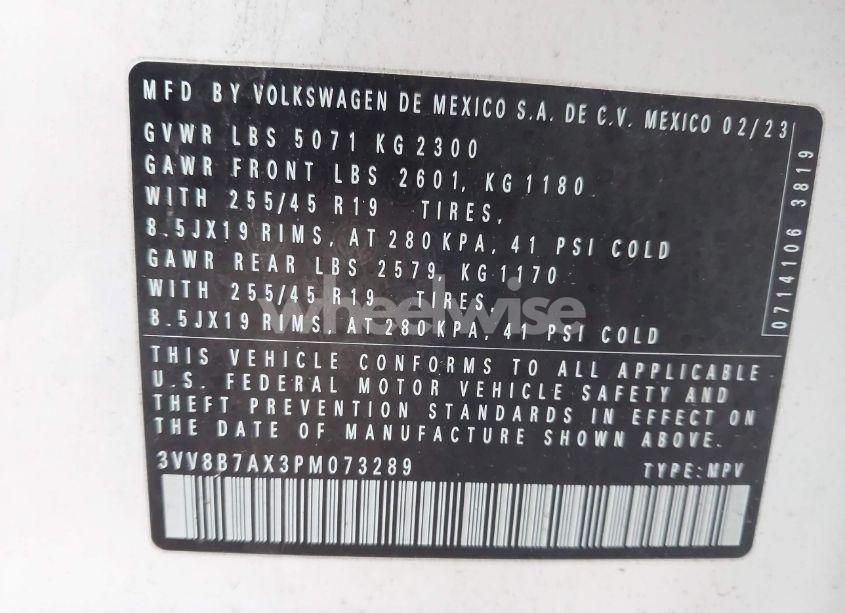 MFD BY VOLKSWAGEN DE MEXICO S.A. DE C.V. MEXICO 02/23
GVWR LBS 5071 KG 2300
GAWR FRONT LBS 2601, KG 1180
WITH 255/45 R19 TIRES,
8.5JX19 RIMS, AT 280 KPA, 41 PSI COLD
GAWR REAR LBS 2579, KG 1170
WITH 255/45 R19 TIRES,
8.5JX19 RIMS, AT 280 KPA, 41 PSI COLD
07141106 3819
wheelwise
THIS VEHICLE CONFORMS TO ALL APPLICABLE
U.S. FEDERAL MOTOR VEHICLE SAFETY AND
THEFT PREVENTION STANDARDS IN EFFECT ON
THE DATE OF MANUFACTURE SHOWN ABOVE.
3VV8B7AX3PM073289 TYPE: MPV